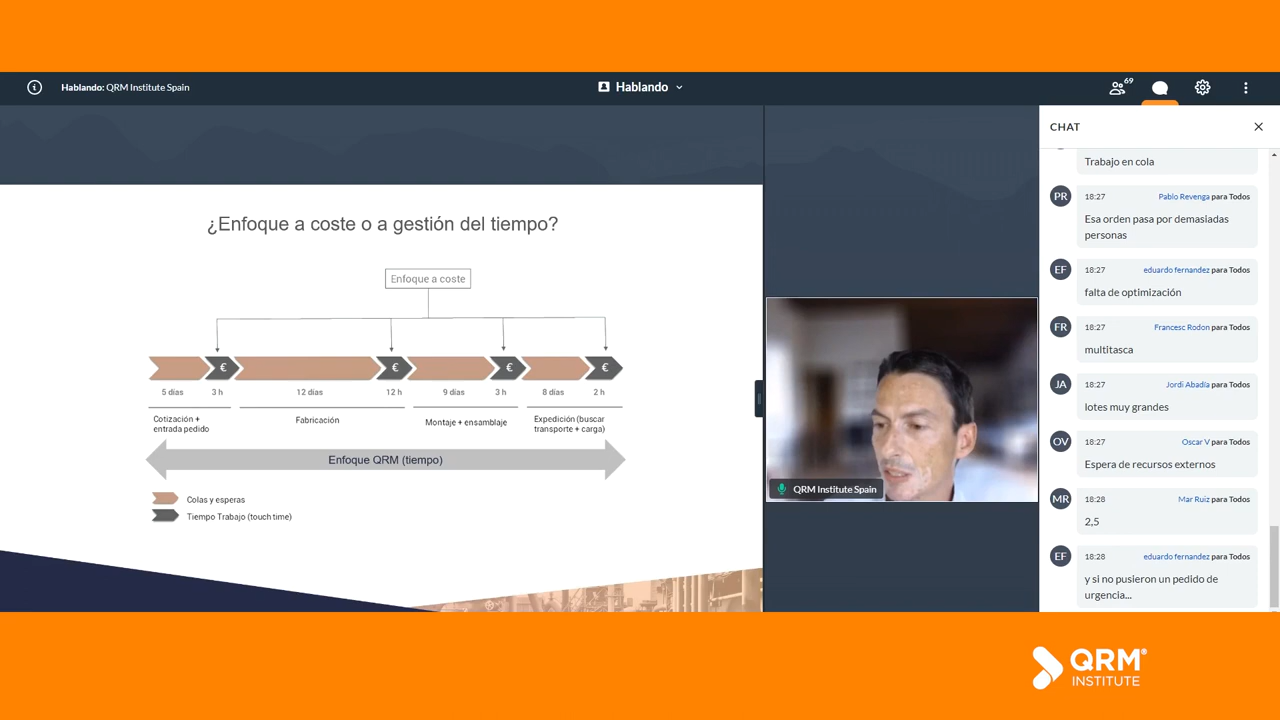 Hablando: QRM Institute Spain
Hablando
69
¿Enfoque a coste o a gestión del tiempo?
Enfoque a coste
€
€
€
€
5 días
3 h
12 días
12 h
9 días
3 h
8 días
2 h
Cotización +
entrada pedido
Fabricación
Montaje + ensamblaje
Expedición (buscar
transporte + carga)
Enfoque QRM (tiempo)
Colas y esperas
Tiempo Trabajo (touch time)
QRM Institute Spain
CHAT
Trabajo en cola
PR
18:27
Pablo Revenga para Todos
Esa orden pasa por demasiadas
personas
EF
18:27
eduardo fernandez para Todos
falta de optimización
FR
18:27
Francesc Rodon para Todos
multitasca
JA
18:27
Jordi Abadía para Todos
lotes muy grandes
OV
18:27
Oscar V para Todos
Espera de recursos externos
MR
18:28
Mar Ruiz para Todos
2,5
EF
18:28
eduardo fernandez para Todos
y si no pusieron un pedido de
urgencia...
QRM®
INSTITUTE